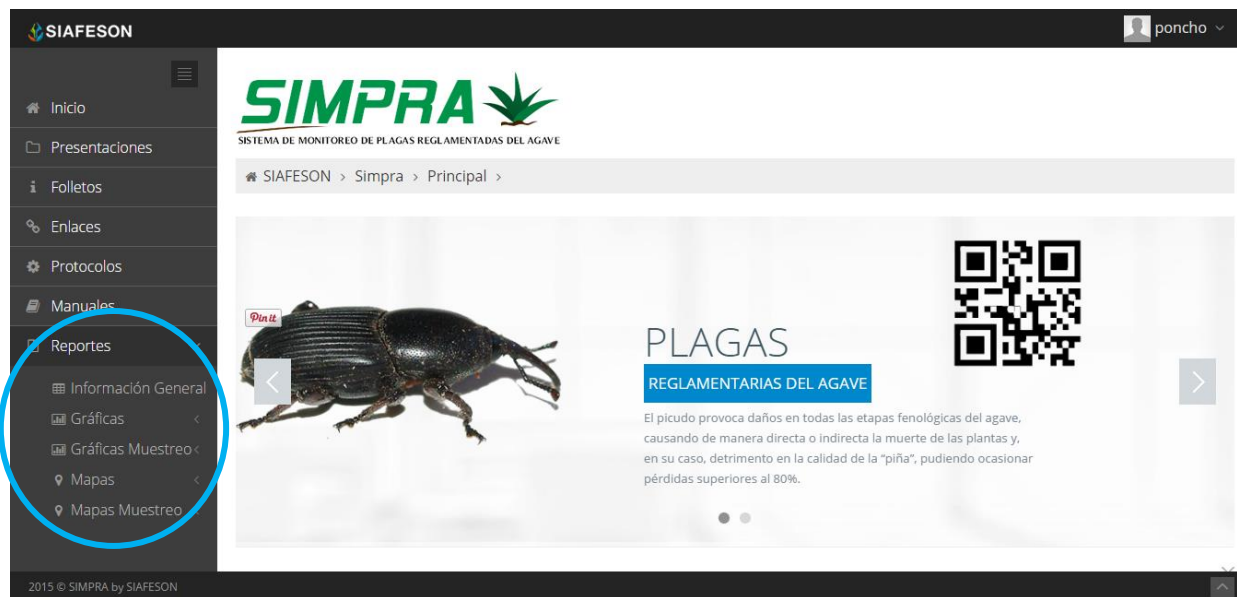 SIAFESON
poncho
Inicio
Presentaciones
Folletos
Enlaces
Protocolos
Manuales
Reportes
Información General
Gráficas
Gráficas Muestreo
Mapas
Mapas Muestreo
SIMPRA
SISTEMA DE MONITOREO DE PLAGAS REGLAMENTADAS DEL AGAVE
SIAFESON > Simpra > Principal >
Pin it
PLAGAS
REGLAMENTARIAS DEL AGAVE
El picudo provoca daños en todas las etapas fenológicas del agave,
causando de manera directa o indirecta la muerte de las plantas y,
en su caso, detrimento en la calidad de la "piña", pudiendo ocasionar
pérdidas superiores al 80%.
2015 © SIMPRA by SIAFESON